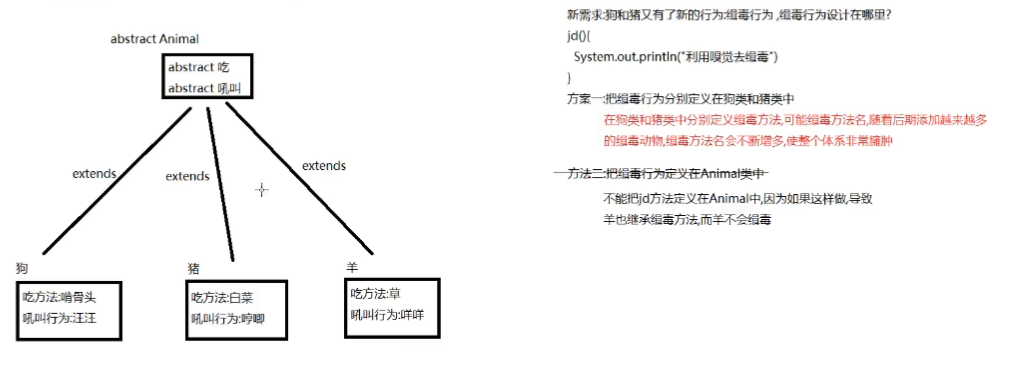 abstract Animal
abstract 吃
abstract 吼叫
extends
extends
extends
狗
吃方法:啃骨头
吼叫行为:汪汪
猪
吃方法:白菜
吼叫行为:哼唧
羊
吃方法:草
吼叫行为:咩咩
新需求:狗和猪又有了新的行为:缉毒行为 ,缉毒行为设计在哪里?
jd(){
System.out.println("利用嗅觉去缉毒")
}
方案一:把缉毒行为分别定义在狗类和猪类中
在狗类和猪类中分别定义缉毒方法,可能缉毒方法名,随着后期添加越来越多
的缉毒动物,缉毒方法名会不断增多,使整个体系非常臃肿
方法二:把缉毒行为定义在Animal类中
不能把jd方法定义在Animal中,因为如果这样做,导致
羊也继承缉毒方法,而羊不会缉毒